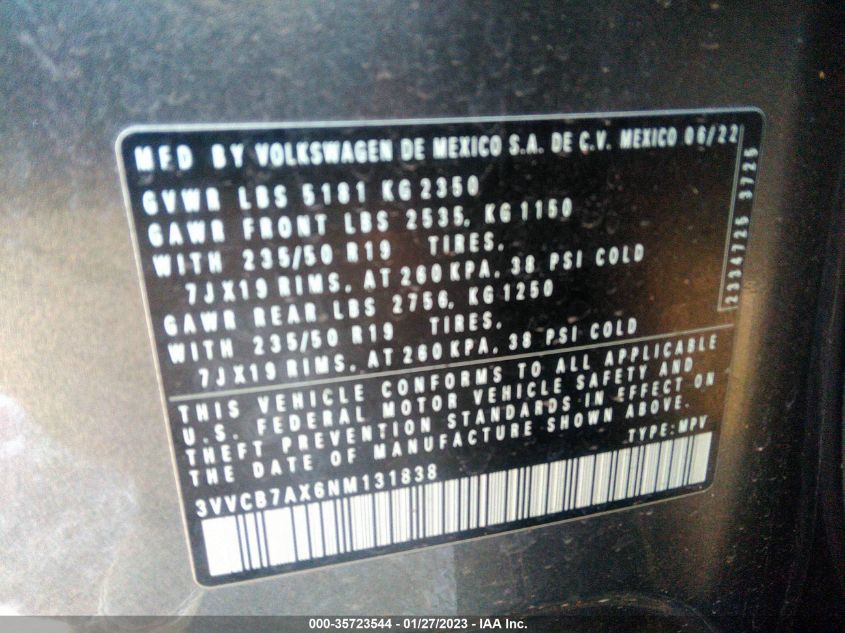 MFD BY VOLKSWAGEN DE MEXICO S.A. DE C.V. MEXICO 06/22
GVWR LBS 5181 KG 2350
GAWR FRONT LBS 2535, KG 1150
WITH 235/50 R19 TIRES,
7JX19 RIMS, AT 260 KPA, 38 PSI COLD
GAWR REAR LBS 2756, KG 1250
WITH 235/50 R19 TIRES,
7JX19 RIMS, AT 260 KPA, 38 PSI COLD
2334726 3726
THIS VEHICLE CONFORMS TO ALL APPLICABLE
U.S. FEDERAL MOTOR VEHICLE SAFETY AND
THEFT PREVENTION STANDARDS IN EFFECT ON
THE DATE OF MANUFACTURE SHOWN ABOVE.
TYPE: MPV
3VVCB7AX6NM131838
000-35723544 / 01/27/2023 - IAA Inc.